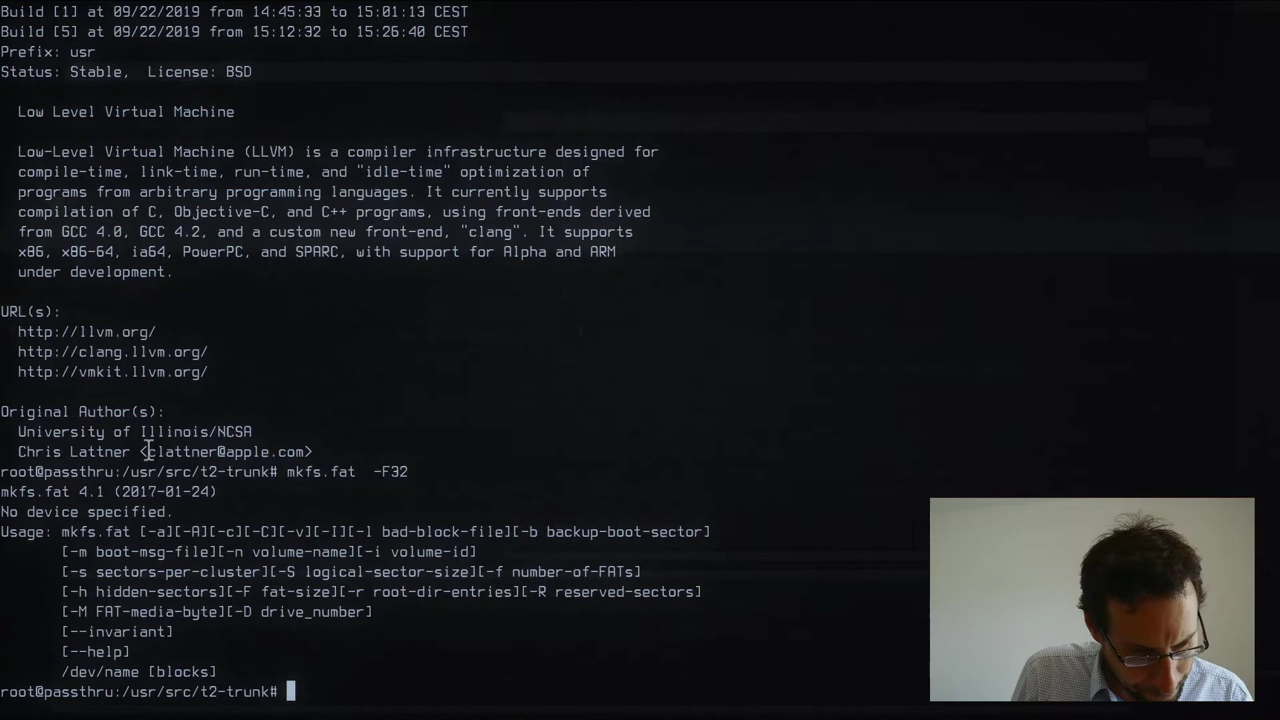 Build [1] at 09/22/2019 from 14:45:33 to 15:01:13 CEST
Build [5] at 09/22/2019 from 15:12:32 to 15:26:40 CEST
Prefix: usr
Status: Stable,  License: BSD
Low Level Virtual Machine
Low-Level Virtual Machine (LLVM) is a compiler infrastructure designed for
compile-time, link-time, run-time, and "idle-time" optimization of
programs from arbitrary programming languages. It currently supports
compilation of C, Objective-C, and C++ programs, using front-ends derived
from GCC 4.0, GCC 4.2, and a custom new front-end, "clang". It supports
x86, x86-64, ia64, PowerPC, and SPARC, with support for Alpha and ARM
under development.
URL(s):
http://llvm.org/
http://clang.llvm.org/
http://vmkit.llvm.org/
Original Author(s):
University of Illinois/NCSA
Chris Lattner <clattner@apple.com>
root@passthru:/usr/src/t2-trunk# mkfs.fat  -F32
mkfs.fat 4.1 (2017-01-24)
No device specified.
Usage: mkfs.fat [-a][-A][-c][-C][-v][-I][-l bad-block-file][-b backup-boot-sector]
[-m boot-msg-file][-n volume-name][-i volume-id]
[-s sectors-per-cluster][-S logical-sector-size][-f number-of-FATs]
[-h hidden-sectors][-F fat-size][-r root-dir-entries][-R reserved-sectors]
[-M FAT-media-byte][-D drive_number]
[--invariant]
[--help]
/dev/name [blocks]
root@passthru:/usr/src/t2-trunk#